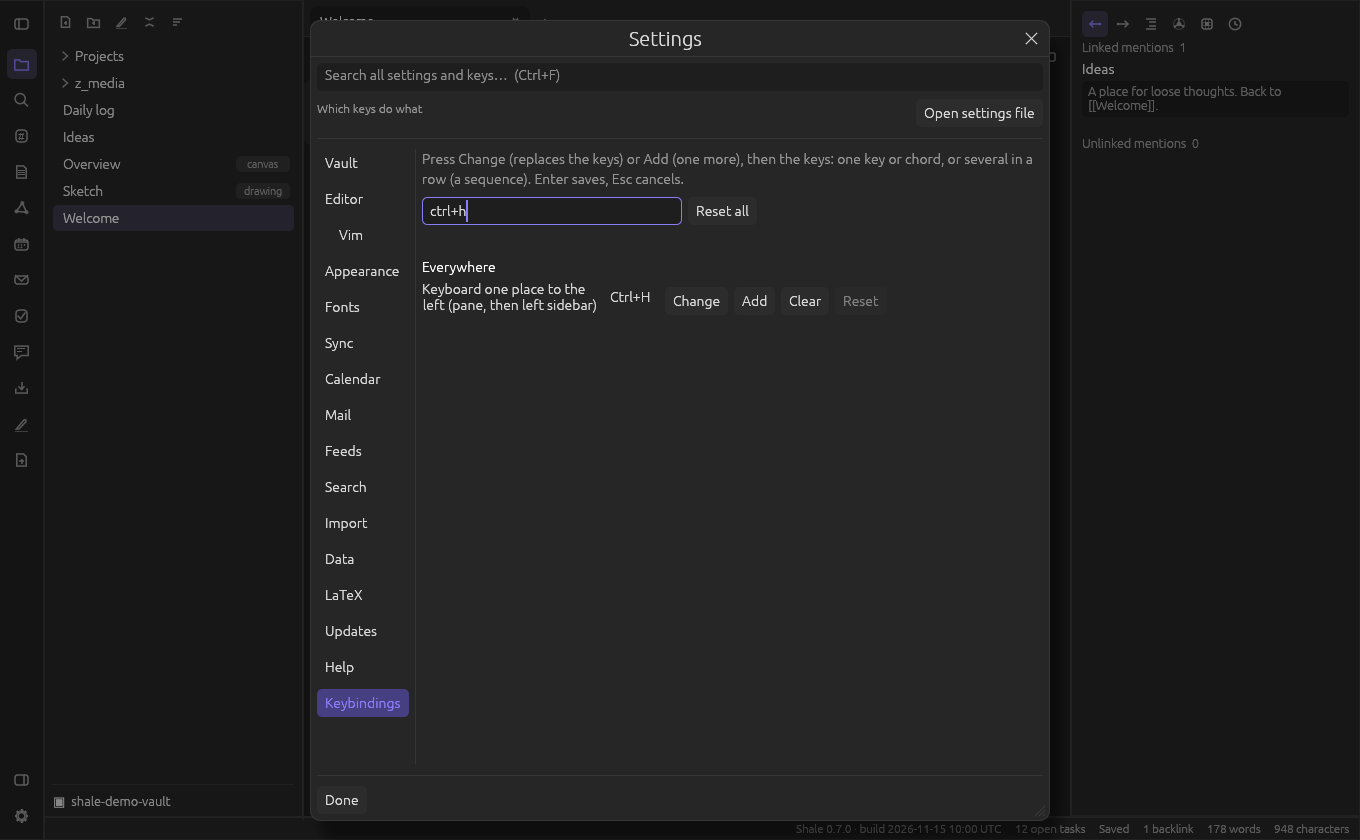 Projects
z_media
Daily log
Ideas
Overview canvas
Sketch drawing
Welcome
shale-demo-vault
Welcome
Settings
Search all settings and keys… (Ctrl+F)
Which keys do what
Open settings file
Vault
Editor
Vim
Appearance
Fonts
Sync
Calendar
Mail
Feeds
Search
Import
Data
LaTeX
Updates
Help
Keybindings
Press Change (replaces the keys) or Add (one more), then the keys: one key or chord, or several in a
row (a sequence). Enter saves, Esc cancels.
ctrl+h
Reset all
Everywhere
Keyboard one place to the
left (pane, then left sidebar)
Ctrl+H
Change
Add
Clear
Reset
Done
Linked mentions 1
Ideas
A place for loose thoughts. Back to
[[Welcome]].
Unlinked mentions 0
Shale 0.7.0 · build 2026-11-15 10:00 UTC 12 open tasks Saved 1 backlink 178 words 948 characters